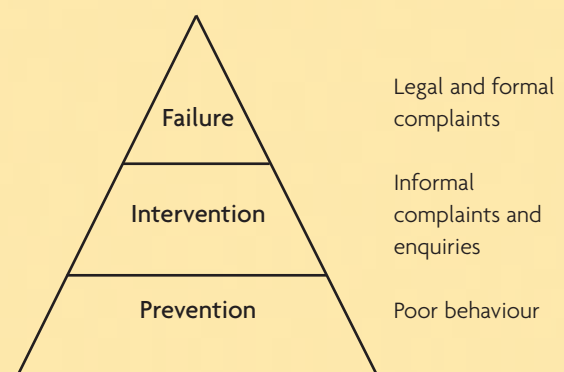 Failure
Legal and formal
complaints
Intervention
Informal
complaints and
enquiries
Prevention
Poor behaviour